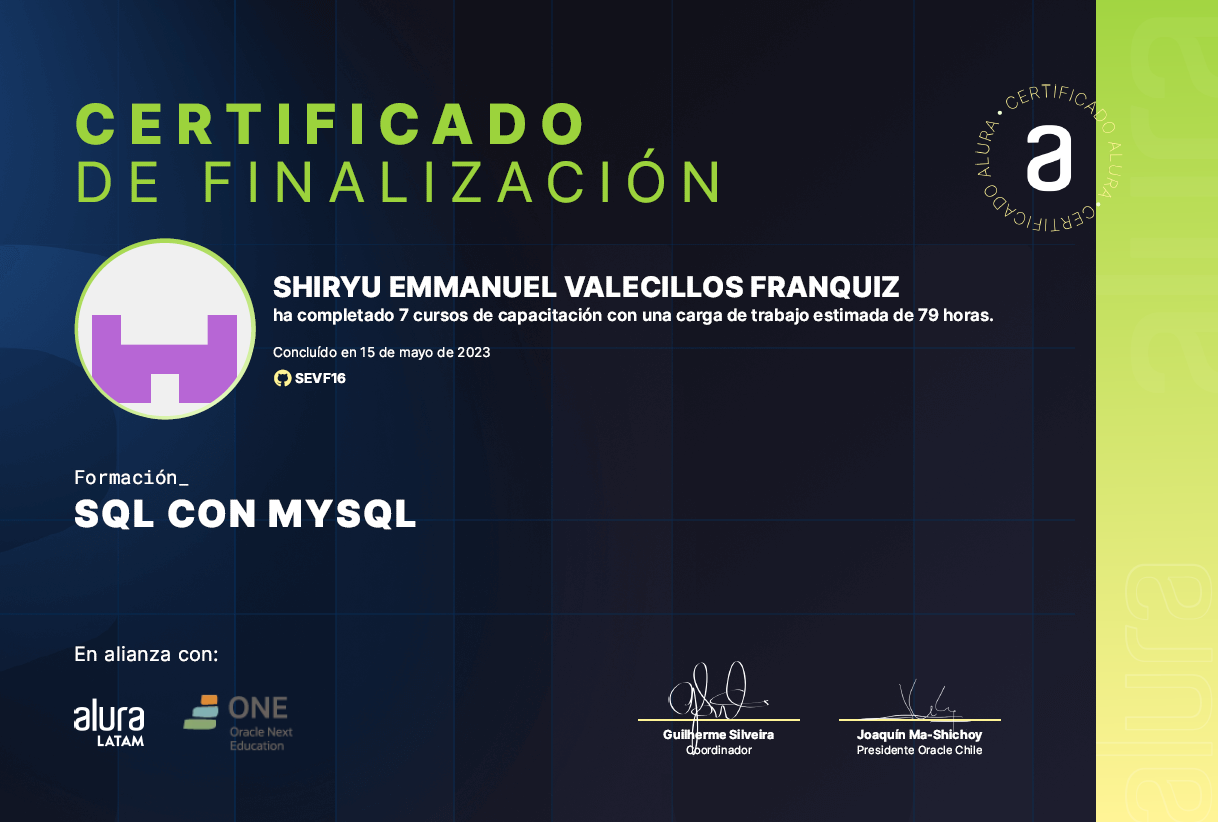 CERTIFICADO
DE FINALIZACIÓN
CERTIFICADO ALURA • CERTIFICADO ALURA •
a
SHIRYU EMMANUEL VALECILLOS FRANQUIZ
ha completado 7 cursos de capacitación con una carga de trabajo estimada de 79 horas.
Concluído en 15 de mayo de 2023
SEVF16
Formación_
SQL CON MYSQL
En alianza con:
alura
LATAM
ONE
Oracle Next
Education
Guilherme Silveira
Coordinador
Joaquín Ma-Shichoy
Presidente Oracle Chile
alura
alura